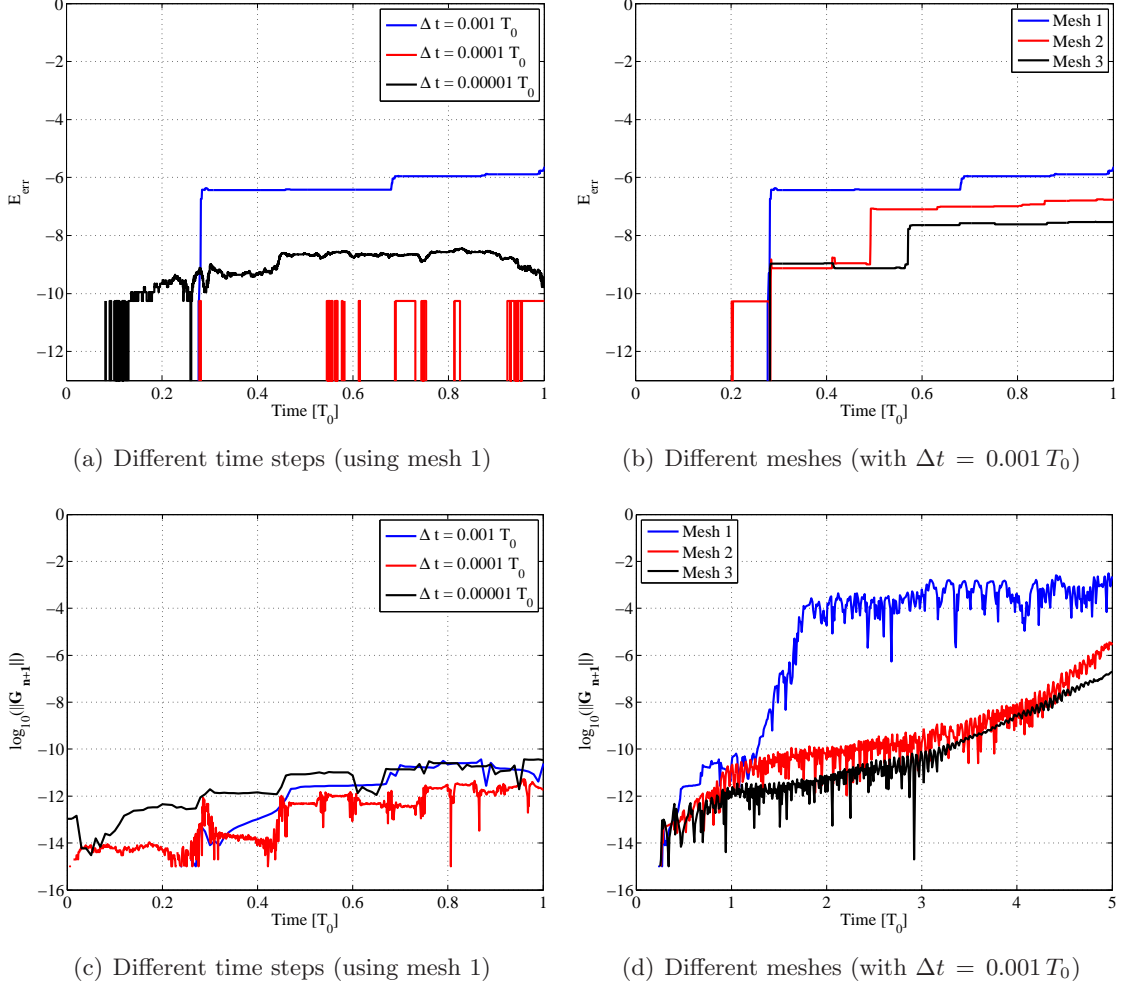 0
−2
−4
−6
−8
−10
−12
E_err
0 0.2 0.4 0.6 0.8 1
Time [T_0]
Δ t = 0.001 T_0
Δ t = 0.0001 T_0
Δ t = 0.00001 T_0
(a) Different time steps (using mesh 1)
0
−2
−4
−6
−8
−10
−12
E_err
0 0.2 0.4 0.6 0.8 1
Time [T_0]
Mesh 1
Mesh 2
Mesh 3
(b) Different meshes (with Δt = 0.001 T_0)
0
−2
−4
−6
−8
−10
−12
−14
−16
log_10(||G_n+1||)
0 0.2 0.4 0.6 0.8 1
Time [T_0]
Δ t = 0.001 T_0
Δ t = 0.0001 T_0
Δ t = 0.00001 T_0
(c) Different time steps (using mesh 1)
0
−2
−4
−6
−8
−10
−12
−14
−16
log_10(||G_n+1||)
0 1 2 3 4 5
Time [T_0]
Mesh 1
Mesh 2
Mesh 3
(d) Different meshes (with Δt = 0.001 T_0)